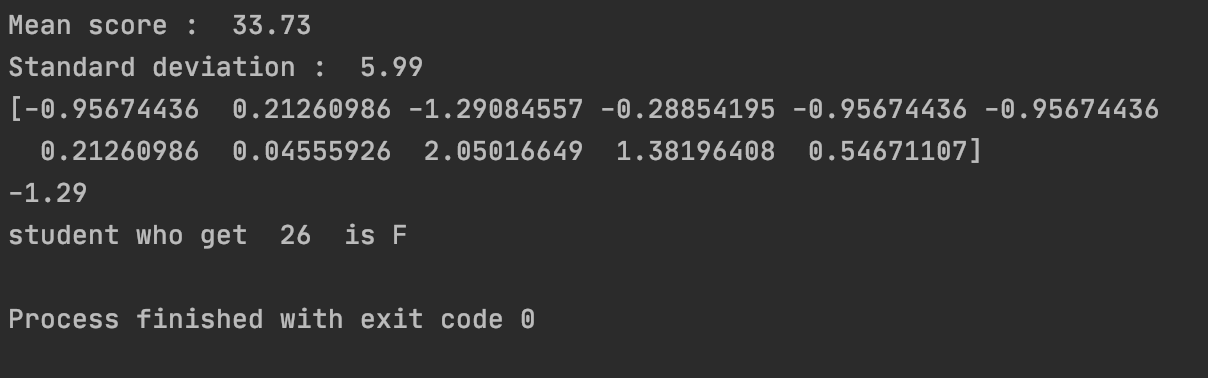 Mean score :  33.73
Standard deviation :  5.99
[-0.95674436  0.21260986 -1.29084557 -0.28854195 -0.95674436 -0.95674436
  0.21260986  0.04555926  2.05016649  1.38196408  0.54671107]
-1.29
student who get  26  is F
Process finished with exit code 0